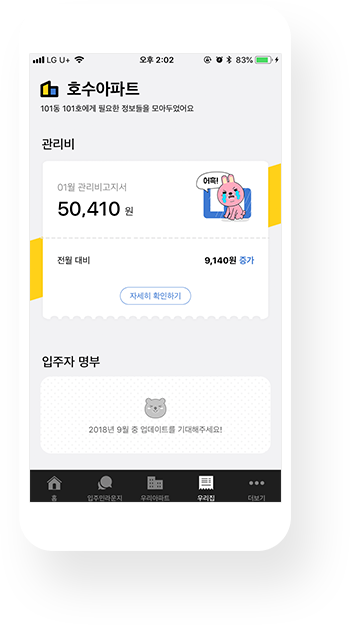 LG U+ 오후 2:02 83%
호수아파트
101동 101호에게 필요한 정보들을 모아두었어요
관리비
01월 관리비고지서
50,410 원
어흑!
전월 대비 9,140원 증가
자세히 확인하기
입주자 명부
2018년 9월 중 업데이트를 기대해주세요!
홈 입주민라운지 우리아파트 우리집 더보기